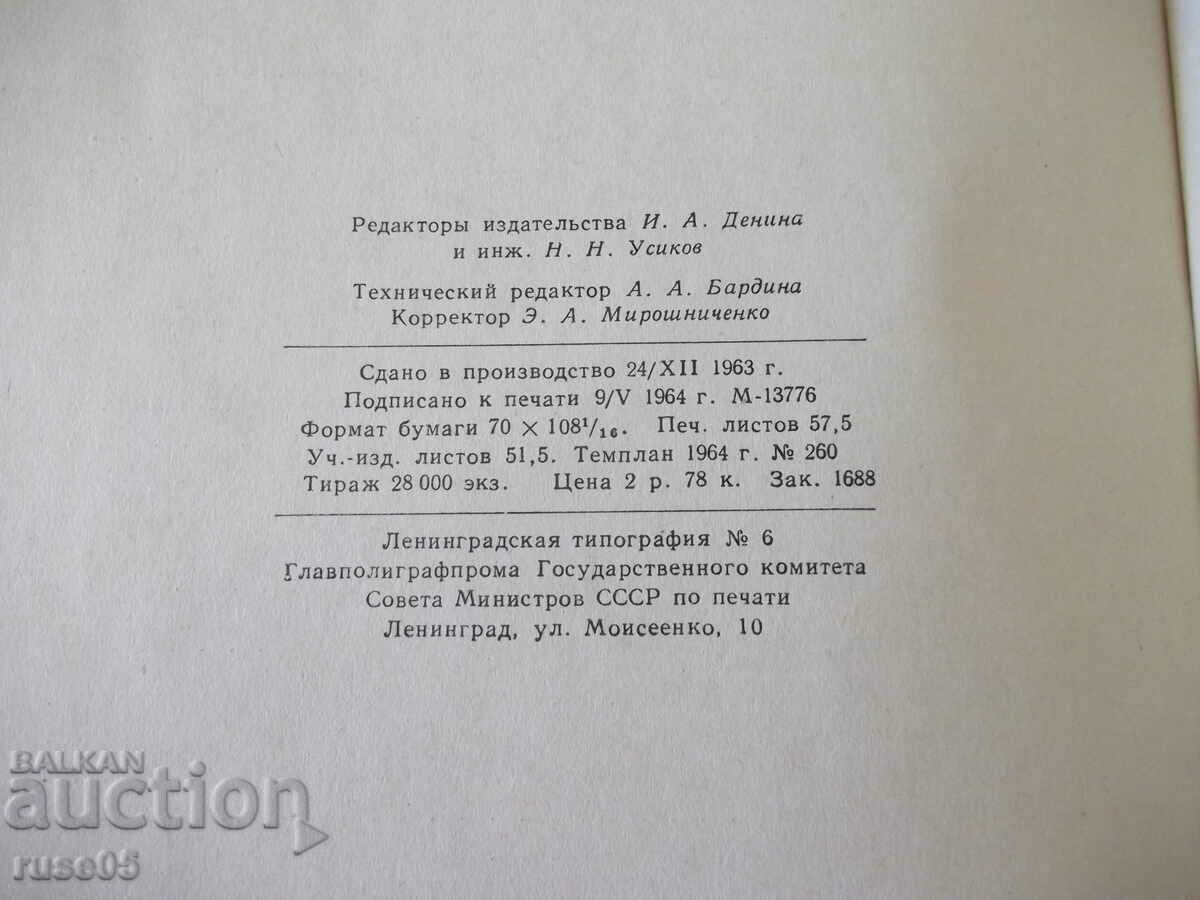 Редакторы издательства И. А. Денина
и инж. Н. Н. Усиков
Технический редактор А. А. Бардина
Корректор Э. А. Мирошниченко
Сдано в производство 24/XII 1963 г.
Подписано к печати 9/V 1964 г. М-13776
Формат бумаги 70 × 108¹/₁₆. Печ. листов 57,5
Уч.-изд. листов 51,5. Темплан 1964 г. № 260
Тираж 28 000 экз. Цена 2 р. 78 к. Зак. 1688
Ленинградская типография № 6
Главполиграфпрома Государственного комитета
Совета Министров СССР по печати
Ленинград, ул. Моисеенко, 10
BALKAN
auction
ruse05